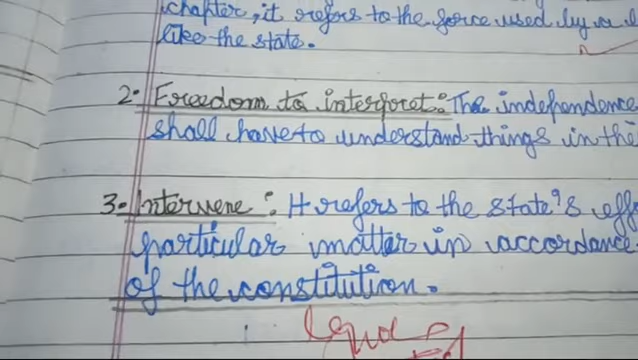 chapter, it refers to the force used by
like the state.
2. Freedom to interpret: The independence
shall have to understand things in the
3. Intervene: It refers to the state's
particular matter in accordance
of the constitution.